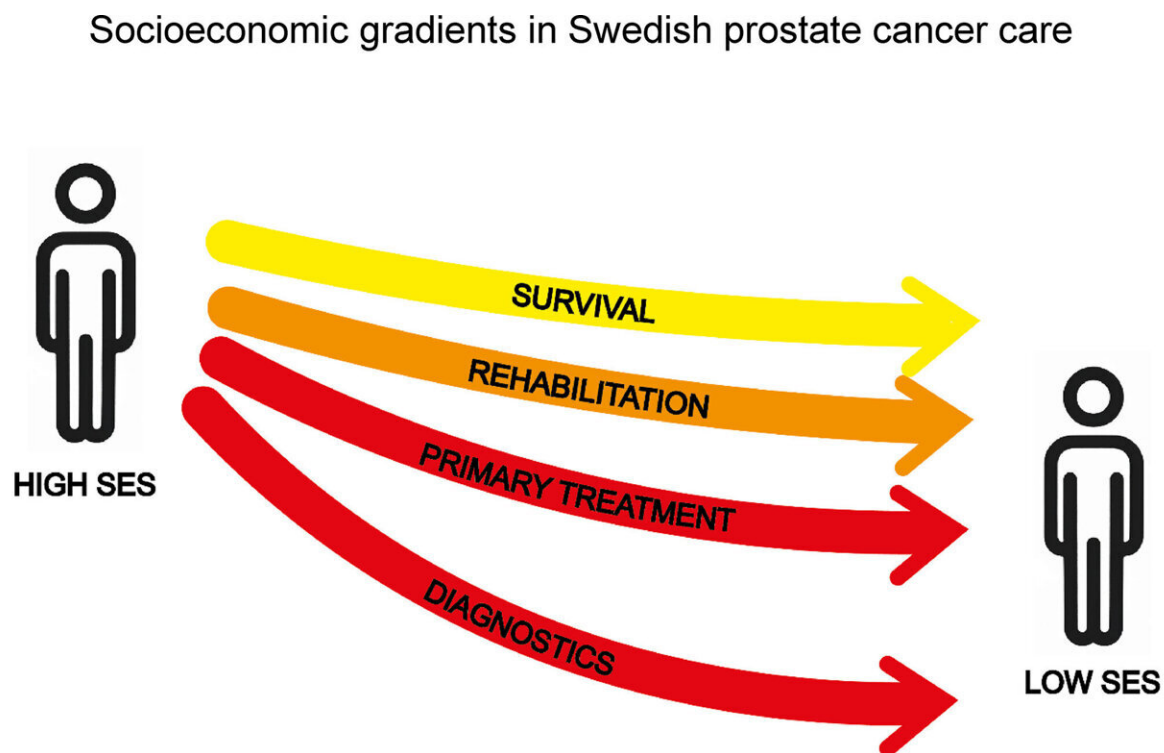 Socioeconomic gradients in Swedish prostate cancer care
SURVIVAL
REHABILITATION
PRIMARY TREATMENT
DIAGNOSTICS
HIGH SES
LOW SES